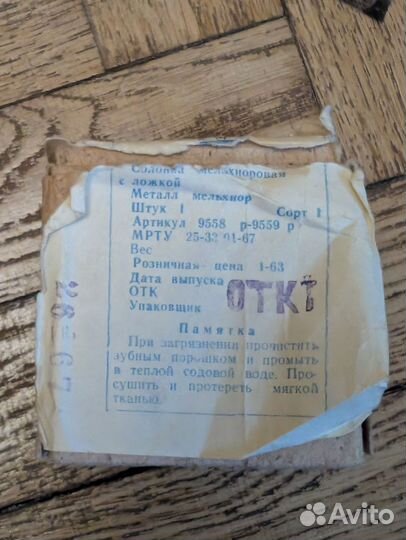 Солонка мельхиоровая
с ложкой
Металл мельхиор
Штук 1 Сорт 1
Артикул 9558 р-9559 р
МРТУ 25-33 01-67
Вес
Розничная цена 1-63
Дата выпуска
ОТК
Упаковщик
ОТК1
Памятка
При загрязнении прочистить
зубным порошком и промыть
в теплой содовой воде. Про-
сушить и протереть мягкой
тканью.
Avito